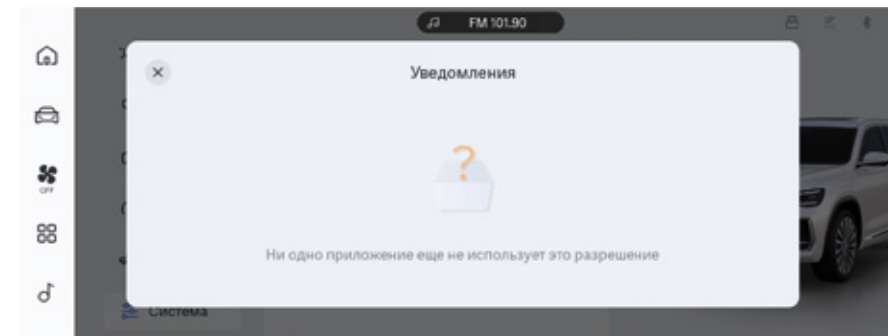 FM 101.90
Уведомления
?
OFF
Ни одно приложение еще не использует это разрешение
Система